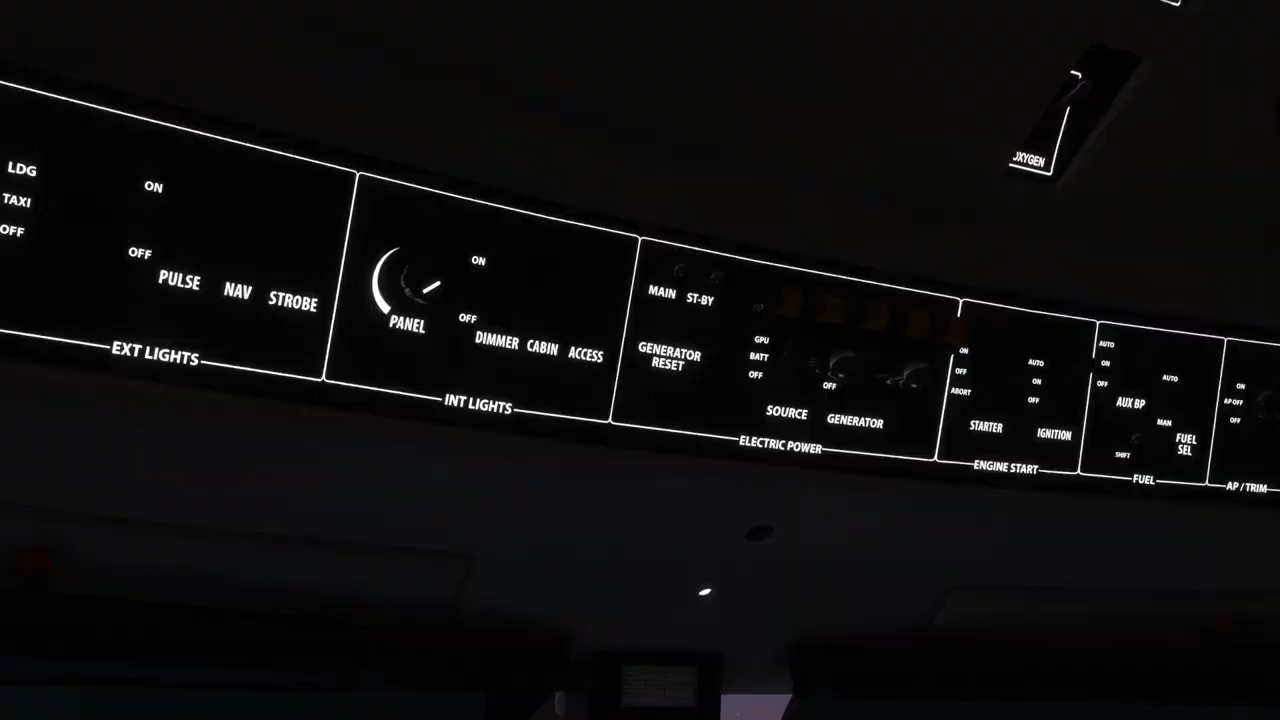 OXYGEN
LDG
TAXI
OFF
ON
OFF
PULSE NAV STROBE
EXT LIGHTS
PANEL
ON
OFF
DIMMER CABIN ACCESS
INT LIGHTS
MAIN ST-BY
GENERATOR
RESET
GPU
BATT
OFF
OFF
SOURCE GENERATOR
ELECTRIC POWER
ON
OFF
ABORT
AUTO
ON
OFF
STARTER IGNITION
ENGINE START
AUTO
ON
OFF
AUX BP
AUTO
MAN
SHIFT
FUEL
SEL
FUEL
ON
AP OFF
OFF
AP / TRIM